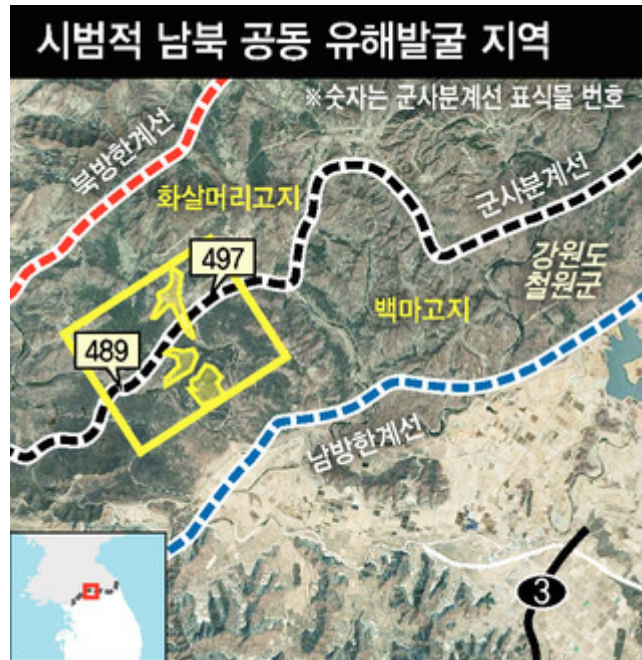 시범적 남북 공동 유해발굴 지역
※숫자는 군사분계선 표식물 번호
북방한계선
화살머리고지
군사분계선
497
강원도
철원군
백마고지
489
남방한계선
3